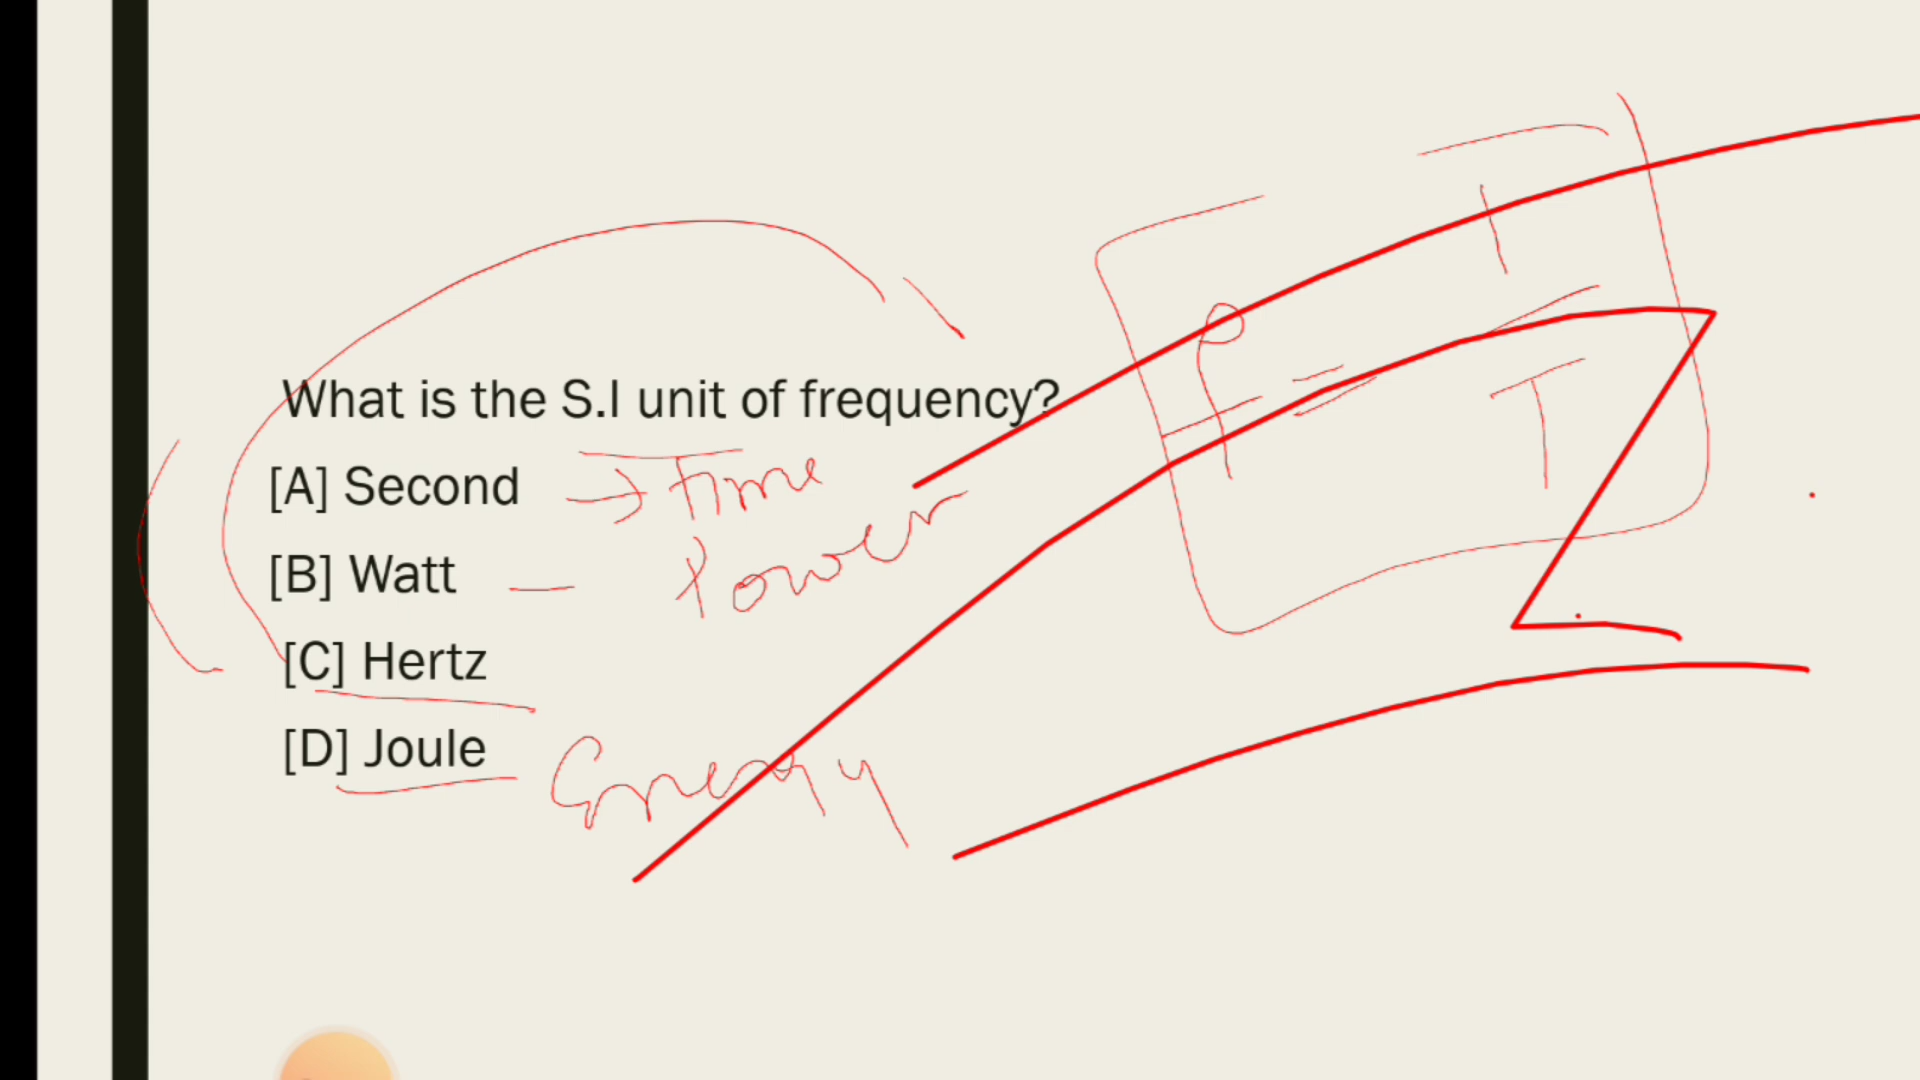 What is the S.I unit of frequency?
[A] Second → Time
[B] Watt — Power
[C] Hertz
[D] Joule Energy
f = 1/T